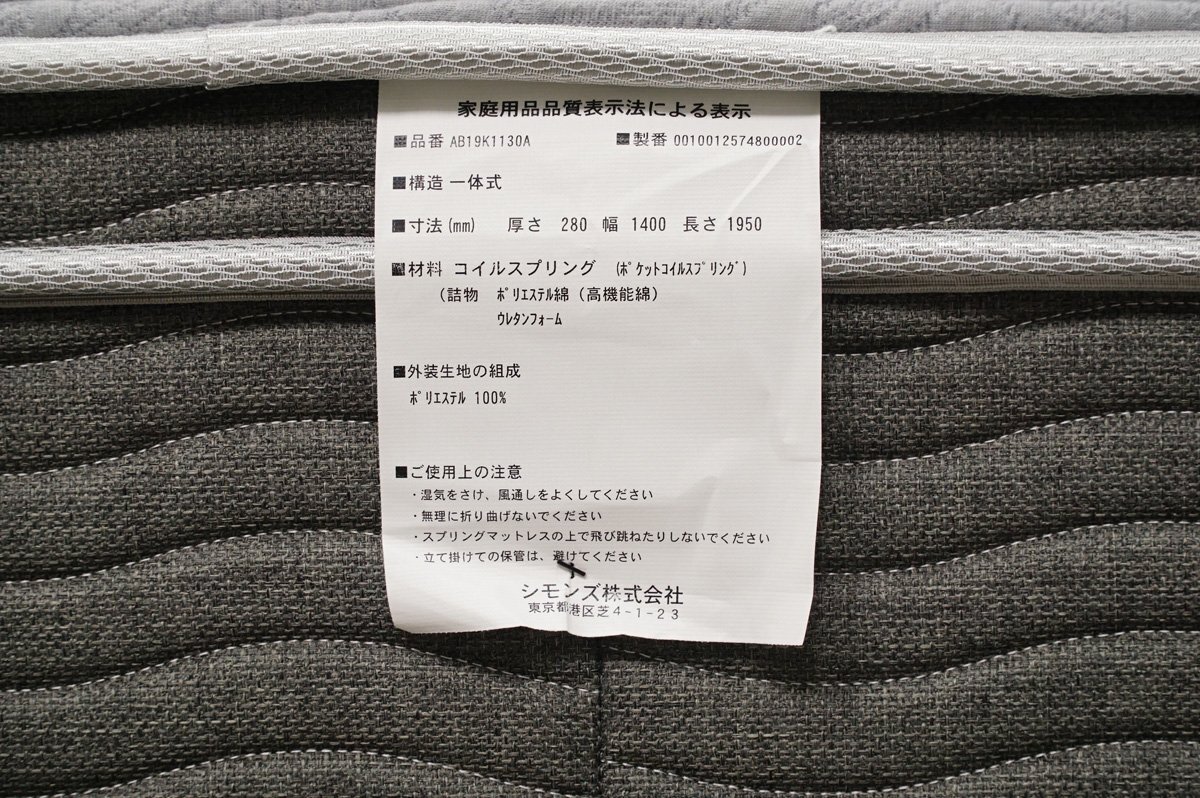 家庭用品品質表示法による表示
■品番 AB19K1130A ■製番 0010012574800002
■構造 一体式
■寸法(mm) 厚さ 280 幅 1400 長さ 1950
■材料 コイルスプリング (ﾎﾟｹｯﾄｺｲﾙｽﾌﾟﾘﾝｸﾞ)
(詰物 ﾎﾟﾘｴｽﾃﾙ綿(高機能綿)
ｳﾚﾀﾝﾌｫｰﾑ
■外装生地の組成
ﾎﾟﾘｴｽﾃﾙ 100%
■ご使用上の注意
・湿気をさけ、風通しをよくしてください
・無理に折り曲げないでください
・スプリングマットレスの上で飛び跳ねたりしないでください
・立て掛けての保管は、避けてください
シモンズ株式会社
東京都港区芝4-1-23